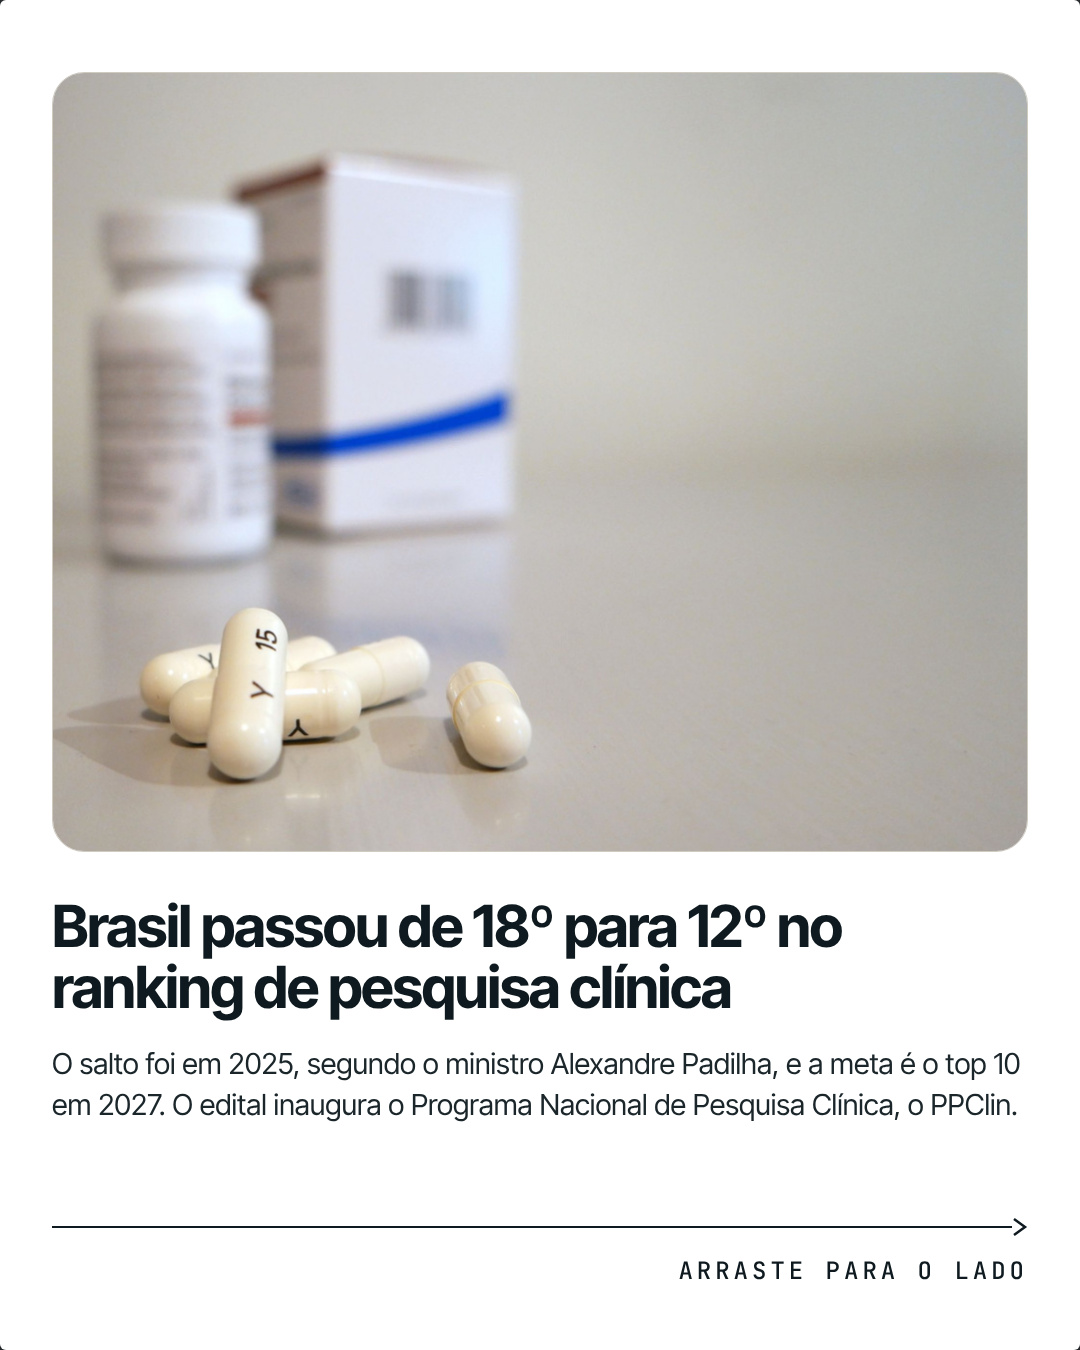 Y 15
Y
Y
Brasil passou de 18º para 12º no
ranking de pesquisa clínica
O salto foi em 2025, segundo o ministro Alexandre Padilha, e a meta é o top 10
em 2027. O edital inaugura o Programa Nacional de Pesquisa Clínica, o PPClin.
ARRASTE PARA O LADO